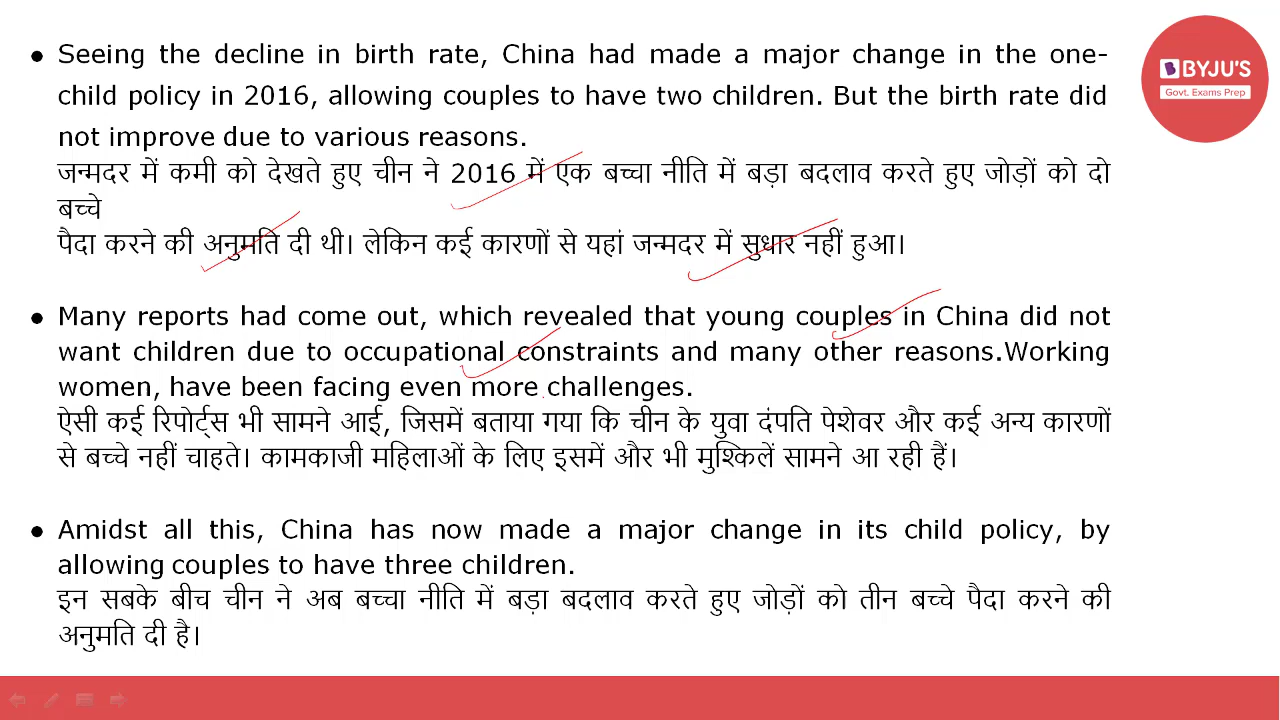 ● Seeing the decline in birth rate, China had made a major change in the one-
child policy in 2016, allowing couples to have two children. But the birth rate did
not improve due to various reasons.
जन्मदर में कमी को देखते हुए चीन ने 2016 में एक बच्चा नीति में बड़ा बदलाव करते हुए जोड़ों को दो
बच्चे
पैदा करने की अनुमति दी थी। लेकिन कई कारणों से यहां जन्मदर में सुधार नहीं हुआ।
● Many reports had come out, which revealed that young couples in China did not
want children due to occupational constraints and many other reasons.Working
women, have been facing even more challenges.
ऐसी कई रिपोर्ट्स भी सामने आई, जिसमें बताया गया कि चीन के युवा दंपति पेशेवर और कई अन्य कारणों
से बच्चे नहीं चाहते। कामकाजी महिलाओं के लिए इसमें और भी मुश्किलें सामने आ रही हैं।
● Amidst all this, China has now made a major change in its child policy, by
allowing couples to have three children.
इन सबके बीच चीन ने अब बच्चा नीति में बड़ा बदलाव करते हुए जोड़ों को तीन बच्चे पैदा करने की
अनुमति दी है।
BYJU'S
Govt. Exams Prep